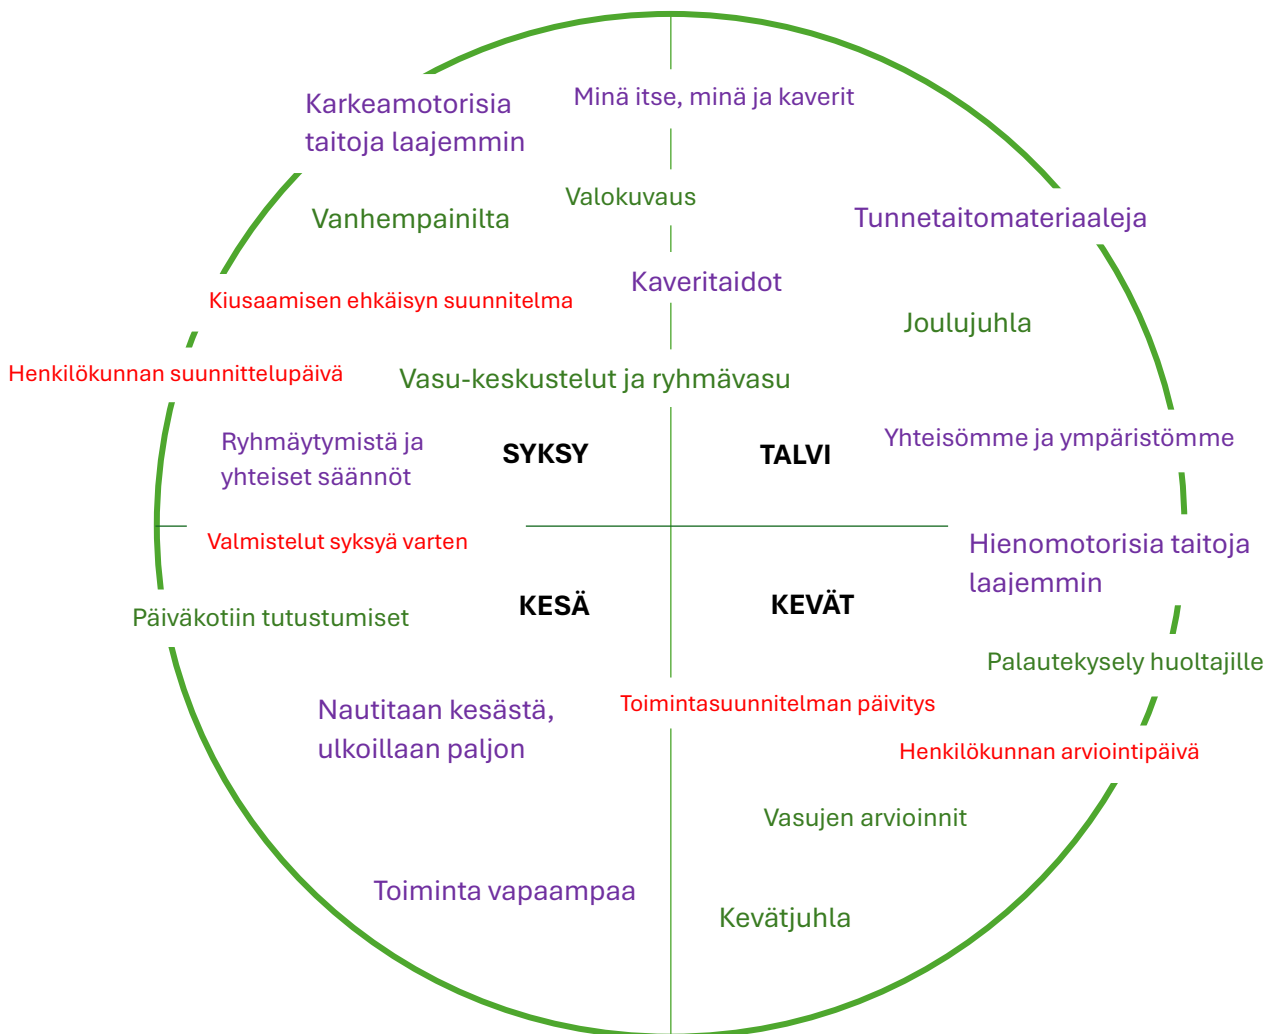 Minä itse, minä ja kaverit
Karkeamotorisia
taitoja laajemmin
Valokuvaus
Vanhempainilta
Tunnetaitomateriaaleja
Kaveritaidot
Kiusaamisen ehkäisyn suunnitelma
Joulujuhla
Henkilökunnan suunnittelupäivä
Vasu-keskustelut ja ryhmävasu
Ryhmäytymistä ja
yhteiset säännöt
SYKSY
TALVI
Yhteisömme ja ympäristömme
Valmistelut syksyä varten
Hienomotorisia taitoja
laajemmin
Päiväkotiin tutustumiset
KESÄ
KEVÄT
Palautekysely huoltajille
Nautitaan kesästä,
ulkoillaan paljon
Toimintasuunnitelman päivitys
Henkilökunnan arviointipäivä
Vasujen arvioinnit
Toiminta vapaampaa
Kevätjuhla